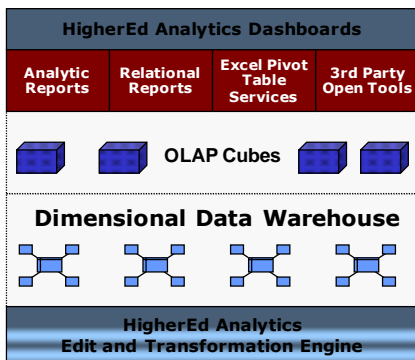 HigherEd Analytics Dashboards
Analytic
Reports
Relational
Reports
Excel Pivot
Table
Services
3rd Party
Open Tools
OLAP Cubes
Dimensional Data Warehouse
HigherEd Analytics
Edit and Transformation Engine